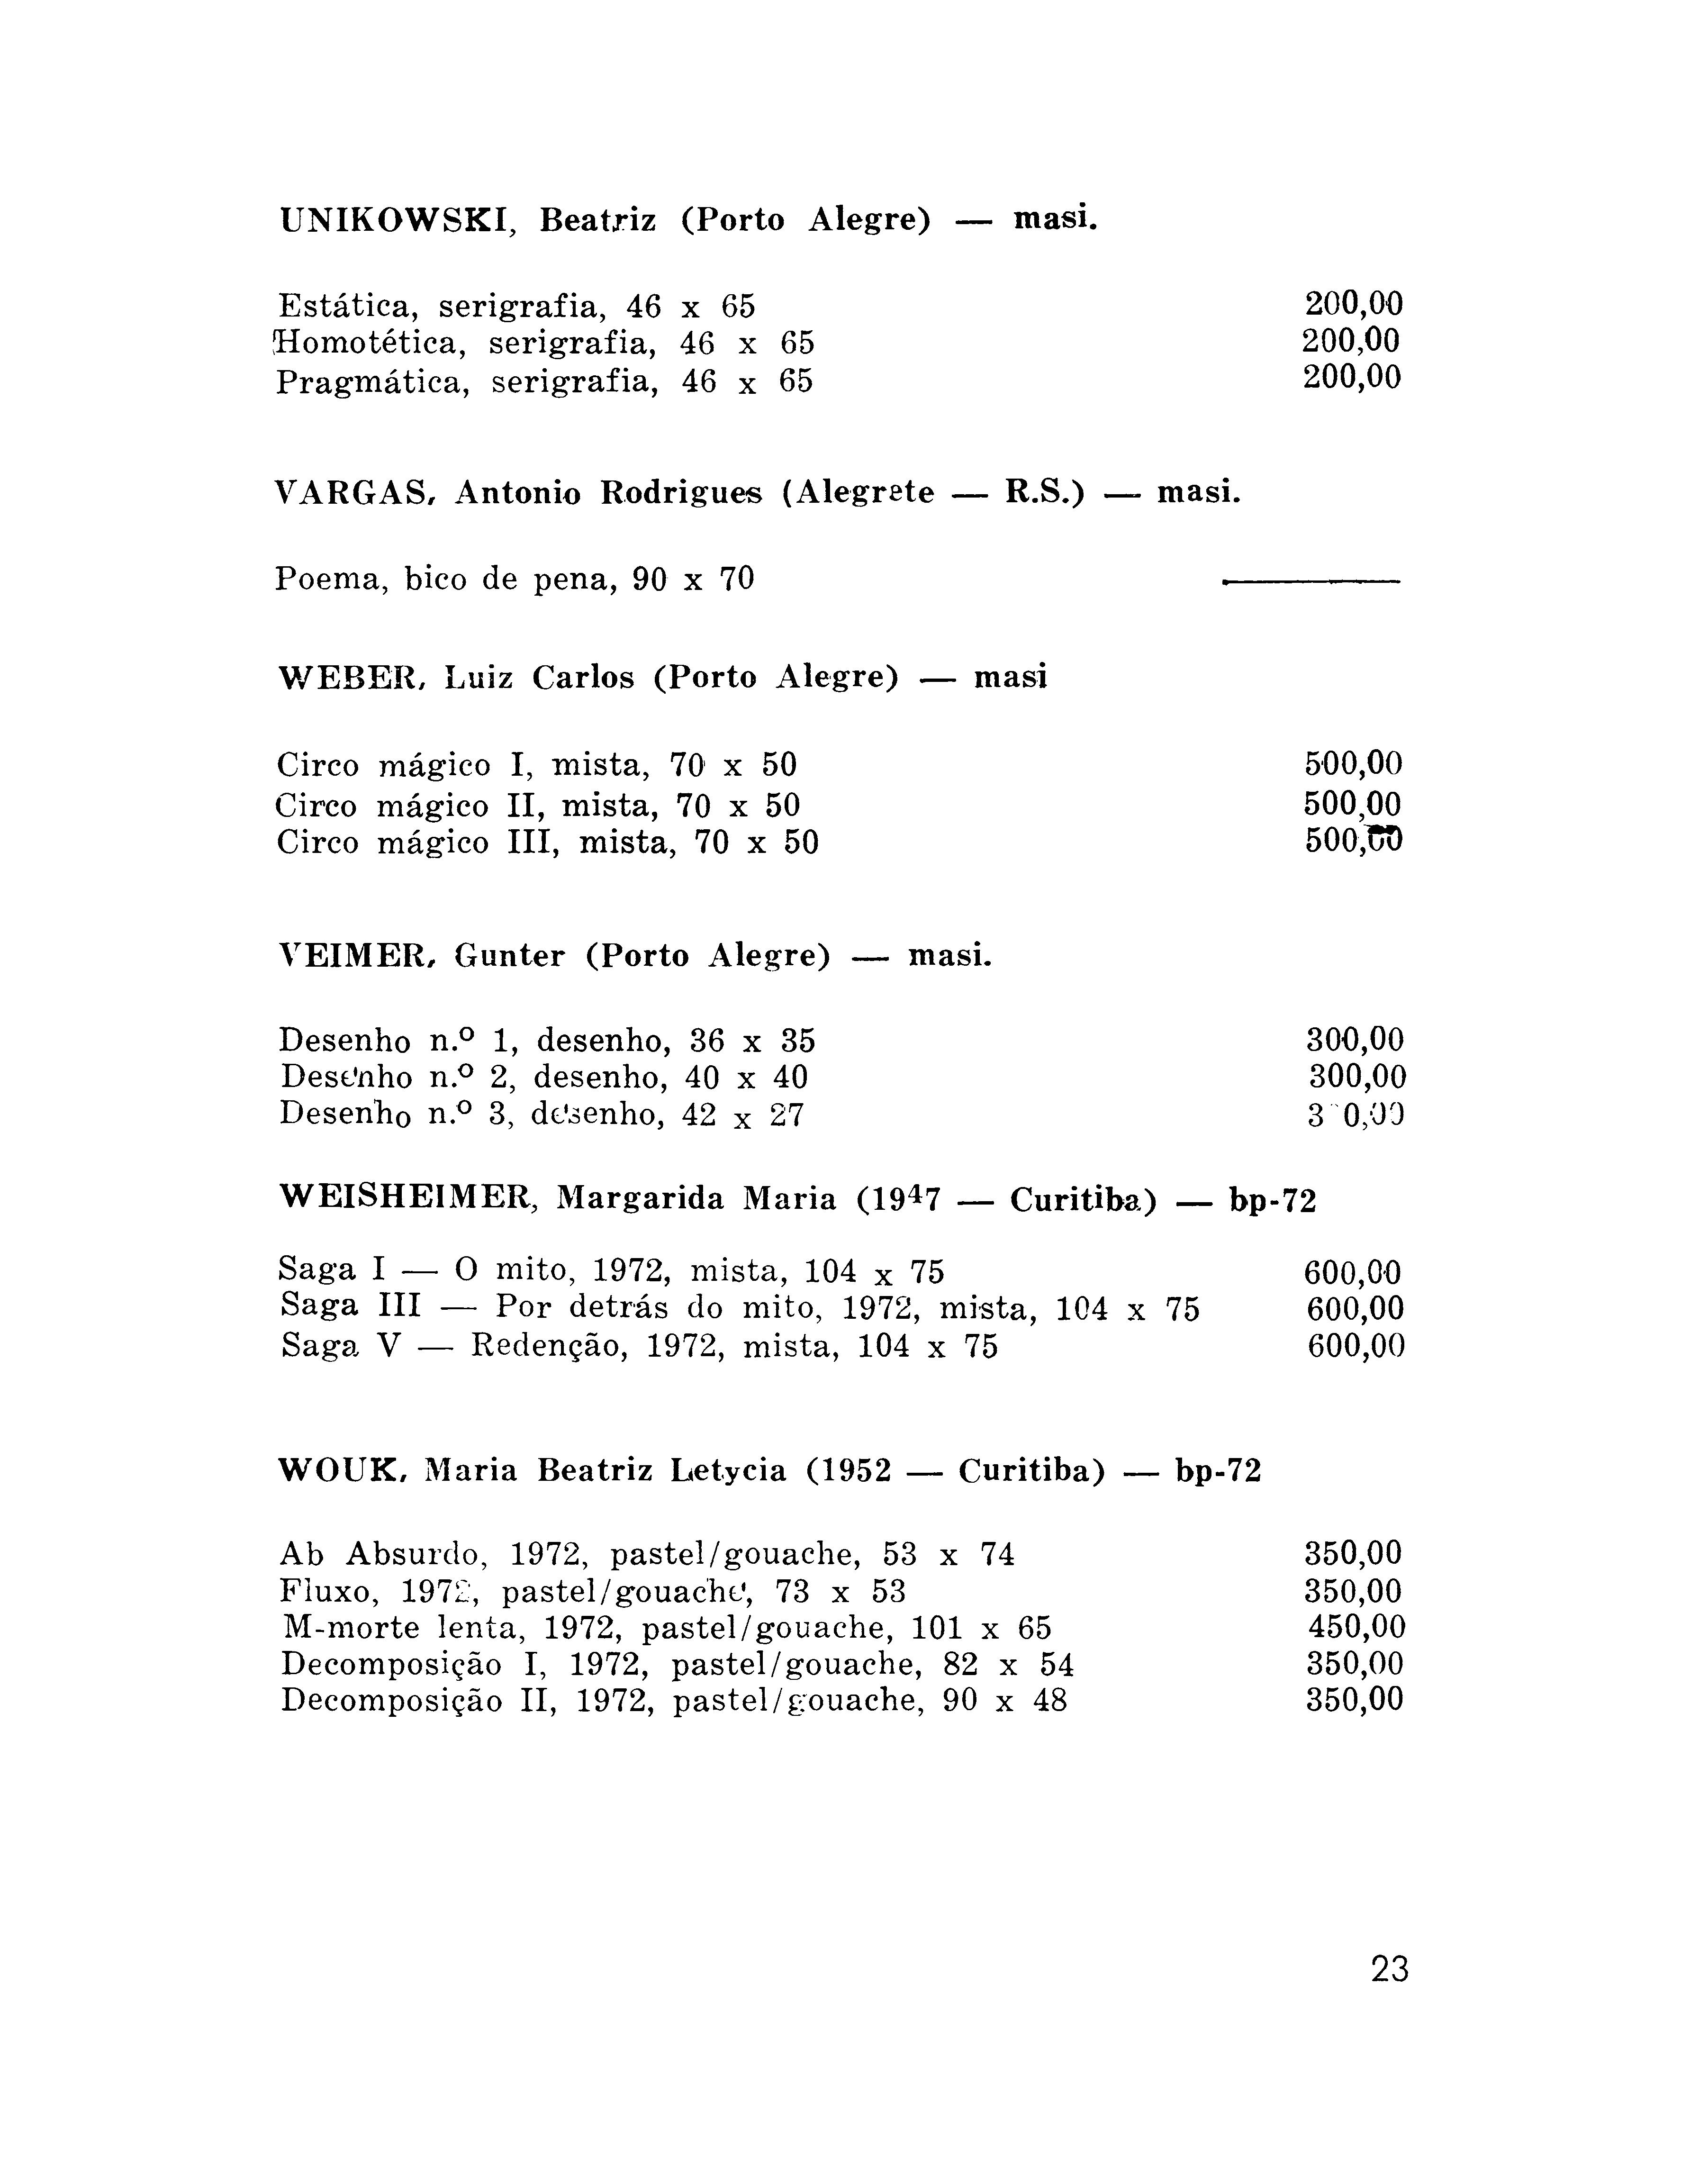 UNIKOWSKI, Beatriz (Porto Alegre) — masi.
Estática, serigrafia, 46 x 65 200,00
Homotética, serigrafia, 46 x 65 200,00
Pragmática, serigrafia, 46 x 65 200,00
VARGAS, Antonio Rodrigues (Alegrete — R.S.) — masi.
Poema, bico de pena, 90 x 70 ————
WEBER, Luiz Carlos (Porto Alegre) — masi
Circo mágico I, mista, 70 x 50 500,00
Circo mágico II, mista, 70 x 50 500,00
Circo mágico III, mista, 70 x 50 500,00
VEIMER, Gunter (Porto Alegre) — masi.
Desenho n.º 1, desenho, 36 x 35 300,00
Desenho n.º 2, desenho, 40 x 40 300,00
Desenho n.º 3, desenho, 42 x 27 300,00
WEISHEIMER, Margarida Maria (1947 — Curitiba) — bp-72
Saga I — O mito, 1972, mista, 104 x 75 600,00
Saga III — Por detrás do mito, 1972, mista, 104 x 75 600,00
Saga V — Redenção, 1972, mista, 104 x 75 600,00
WOUK, Maria Beatriz Letycia (1952 — Curitiba) — bp-72
Ab Absurdo, 1972, pastel/gouache, 53 x 74 350,00
Fluxo, 1972, pastel/gouache, 73 x 53 350,00
M-morte lenta, 1972, pastel/gouache, 101 x 65 450,00
Decomposição I, 1972, pastel/gouache, 82 x 54 350,00
Decomposição II, 1972, pastel/gouache, 90 x 48 350,00
23